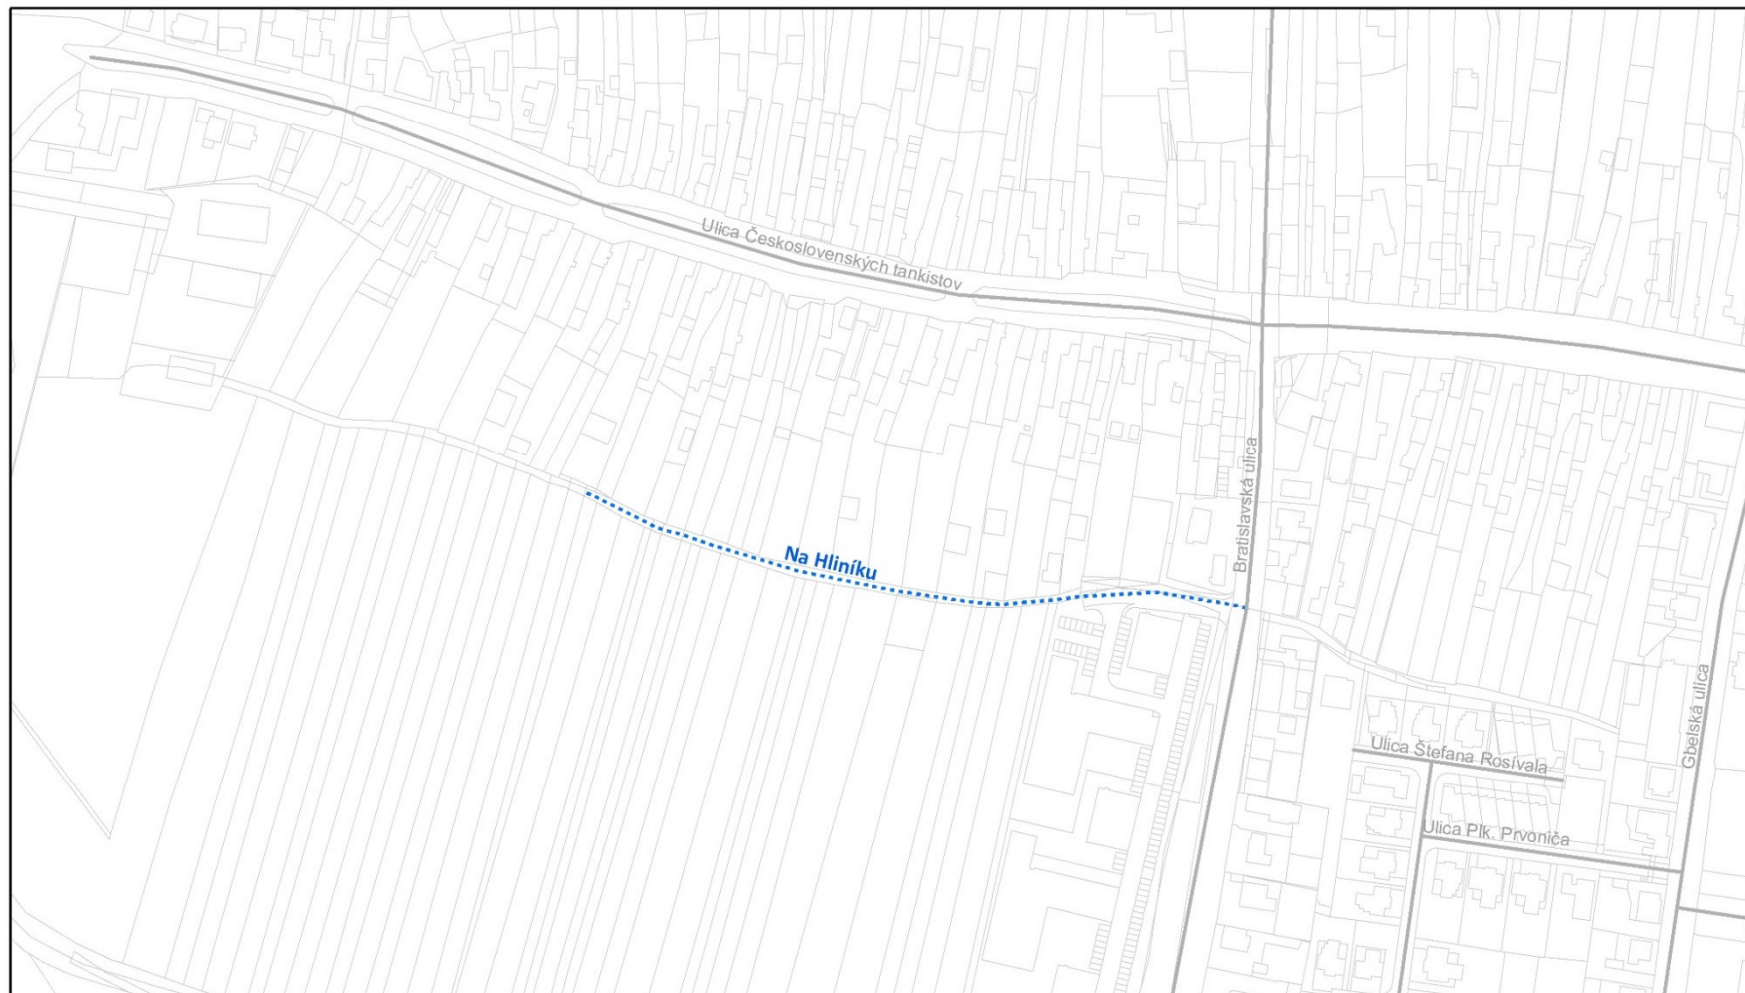 Ulica Československých tankistov
Bratislavská ulica
Na Hliníku
Gbelská ulica
Ulica Štefana Rosívala
Ulica Plk. Prvoniča